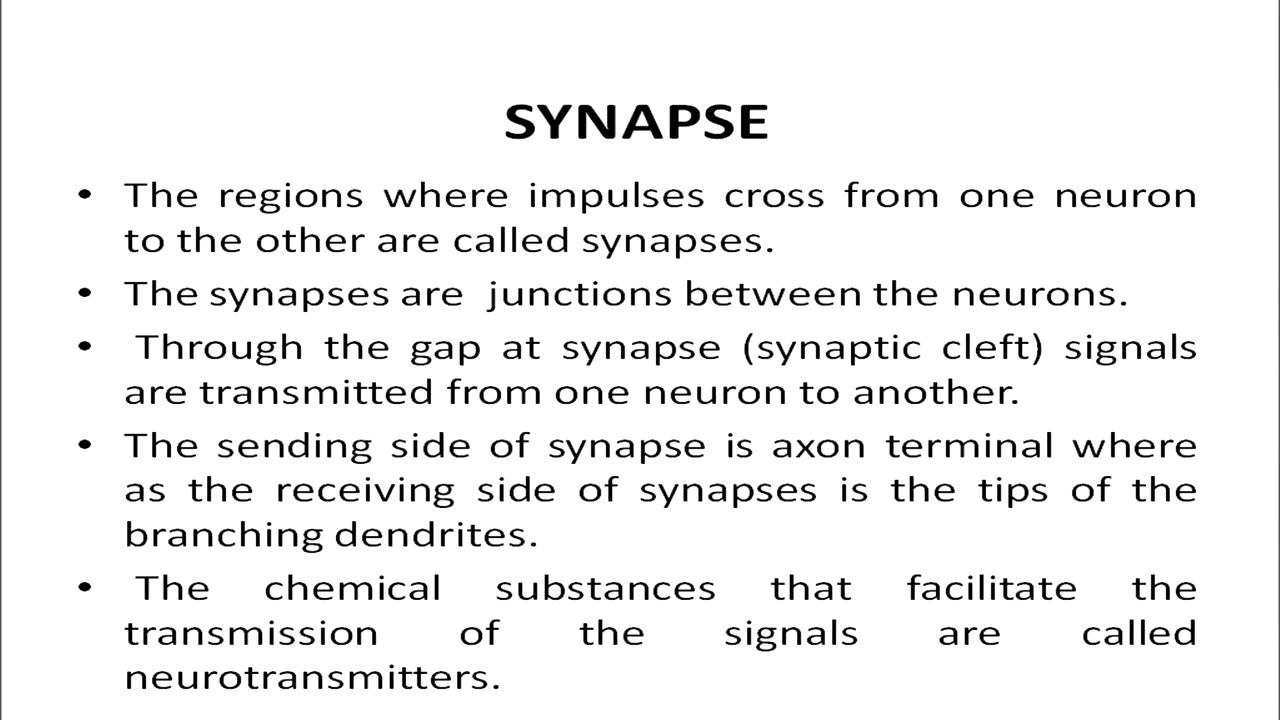 SYNAPSE
• The regions where impulses cross from one neuron
to the other are called synapses.
• The synapses are junctions between the neurons.
• Through the gap at synapse (synaptic cleft) signals
are transmitted from one neuron to another.
• The sending side of synapse is axon terminal where
as the receiving side of synapses is the tips of the
branching dendrites.
• The chemical substances that facilitate the
transmission of the signals are called
neurotransmitters.